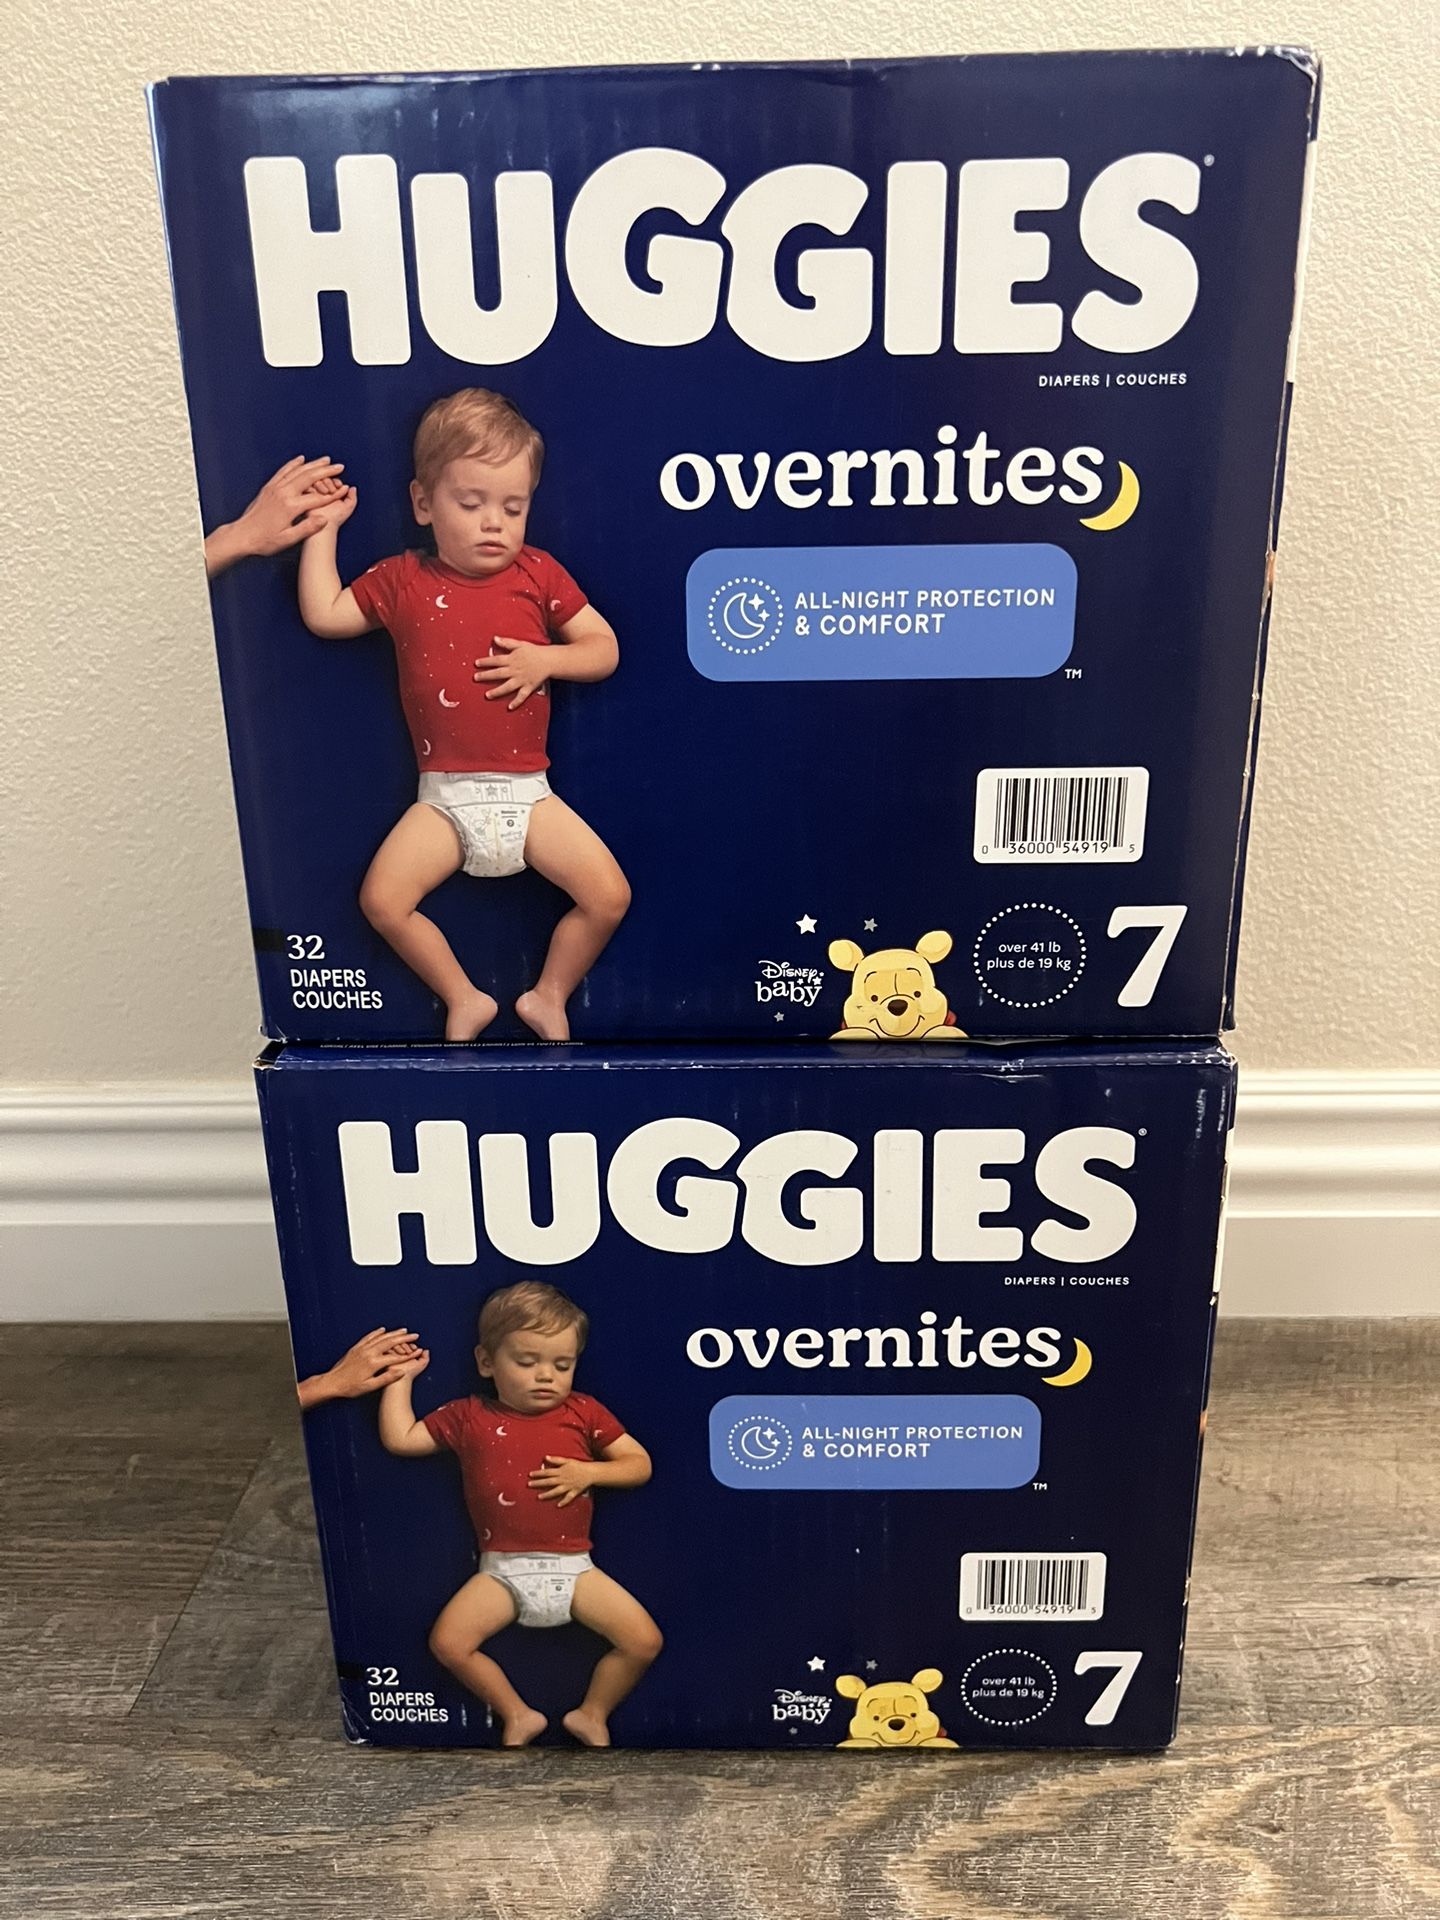 HUGGIES®
DIAPERS | COUCHES
overnites
ALL-NIGHT PROTECTION
& COMFORT
TM
0 36000 54919 5
32
DIAPERS
COUCHES
Disney
baby
over 41 lb
plus de 19 kg
7
HUGGIES®
DIAPERS | COUCHES
overnites
ALL-NIGHT PROTECTION
& COMFORT
TM
0 36000 54919 5
32
DIAPERS
COUCHES
Disney
baby
over 41 lb
plus de 19 kg
7